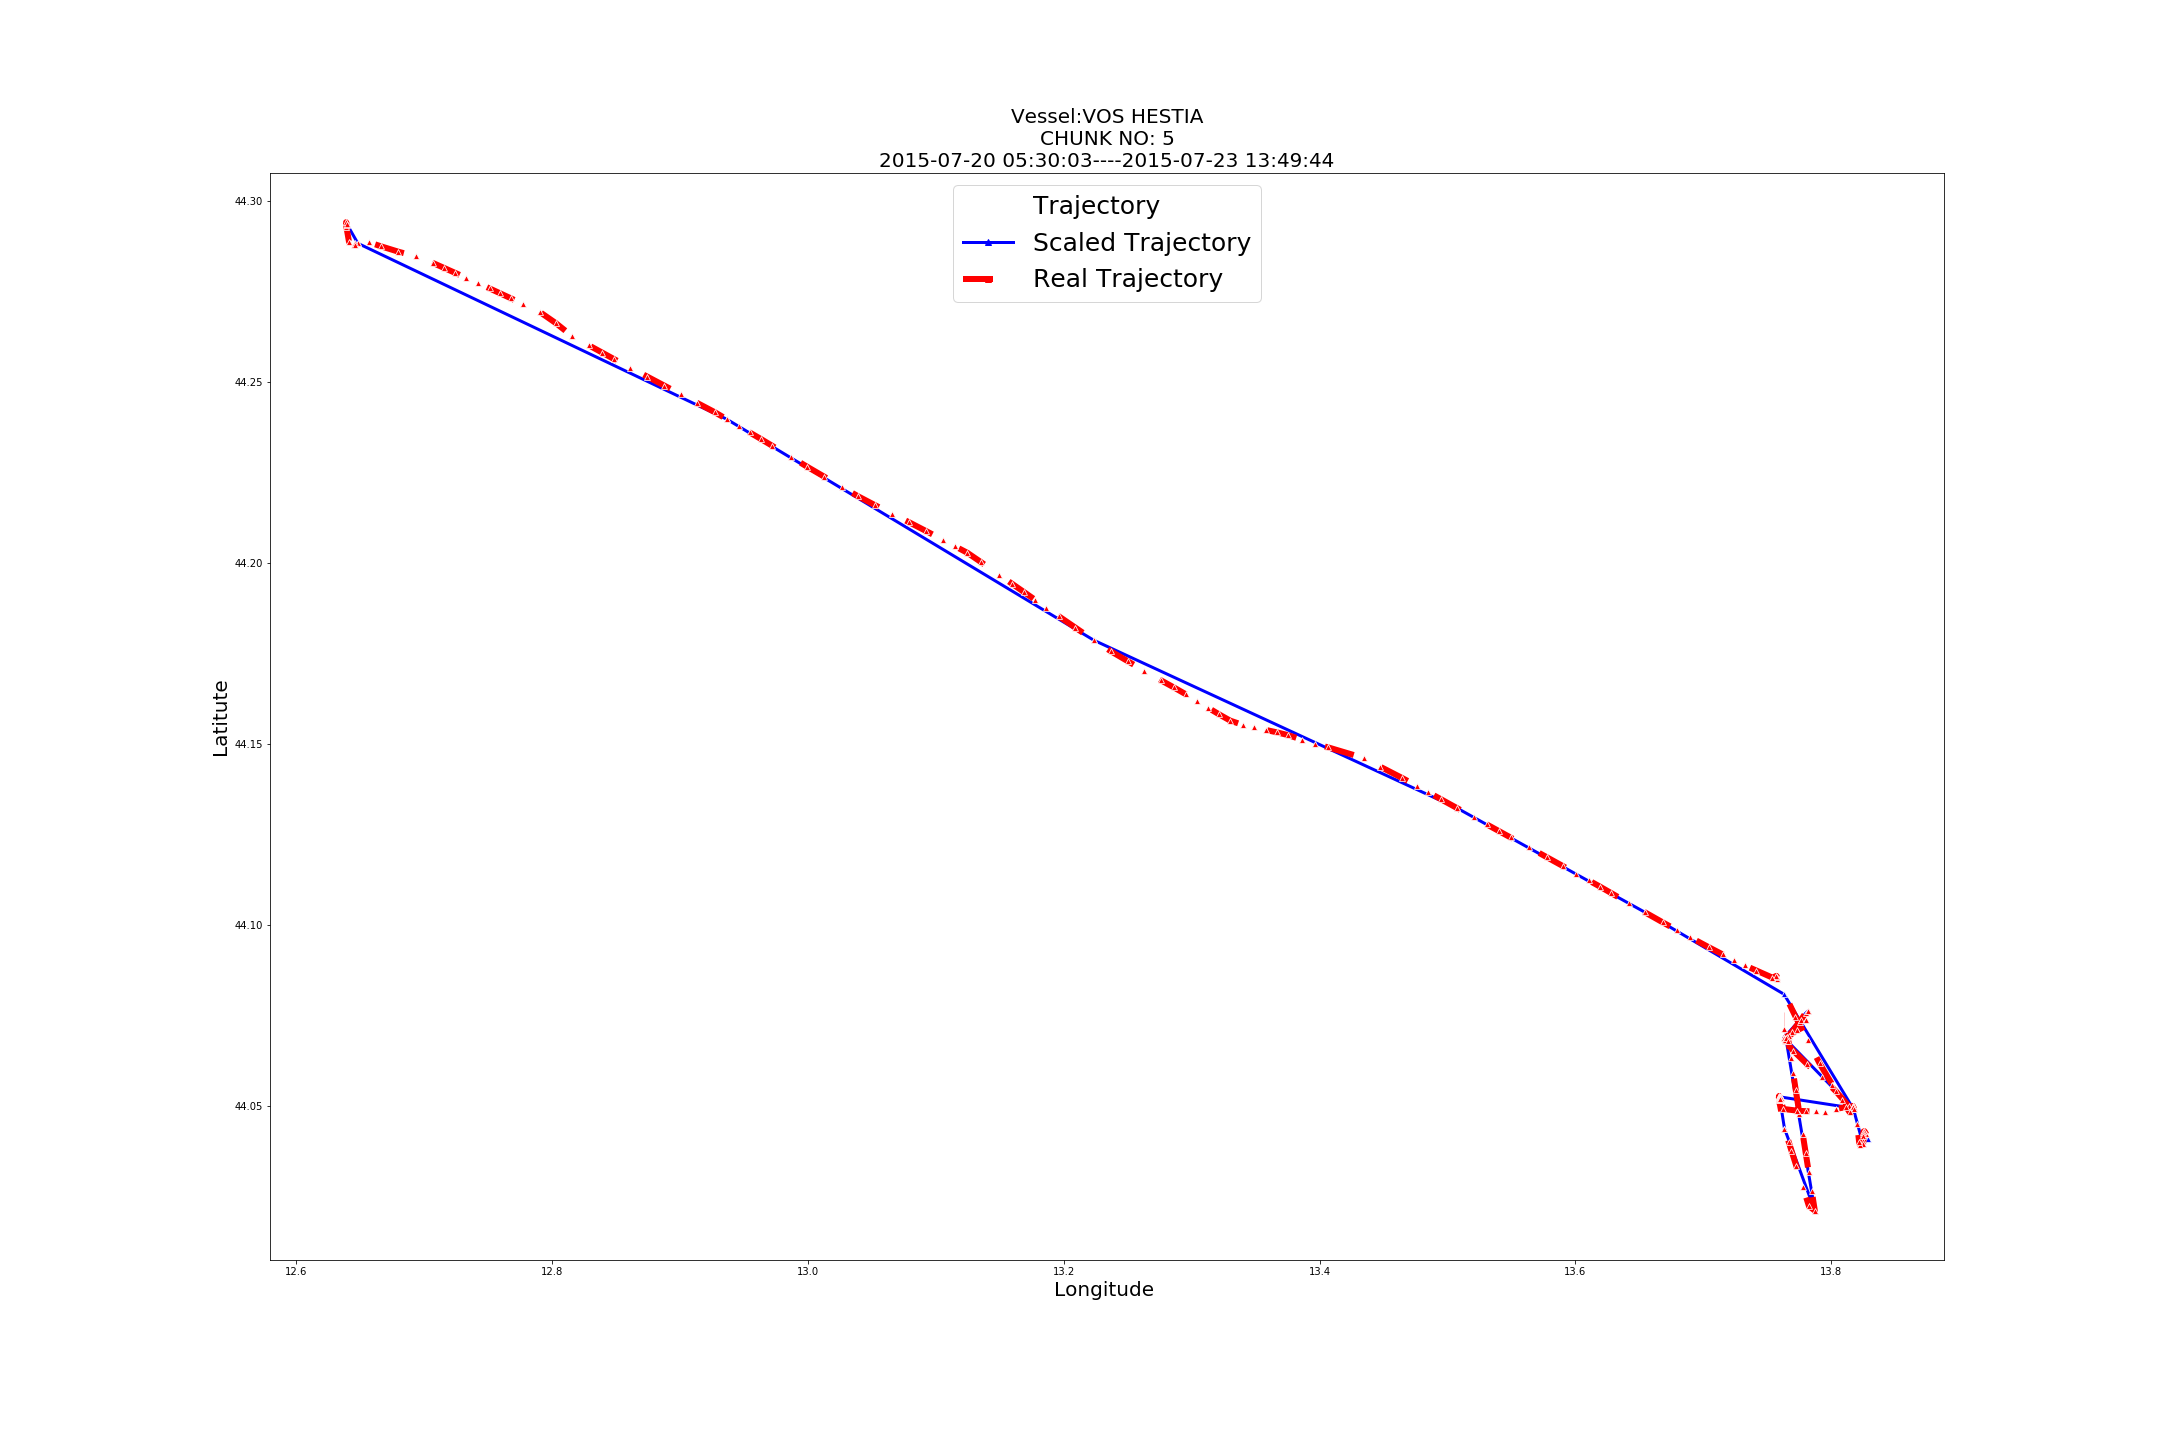 Vessel:VOS HESTIA
CHUNK NO: 5
2015-07-20 05:30:03----2015-07-23 13:49:44
Trajectory
Scaled Trajectory
Real Trajectory
44.30
44.25
44.20
44.15
44.10
44.05
Latitute
12.6 12.8 13.0 13.2 13.4 13.6 13.8
Longitude